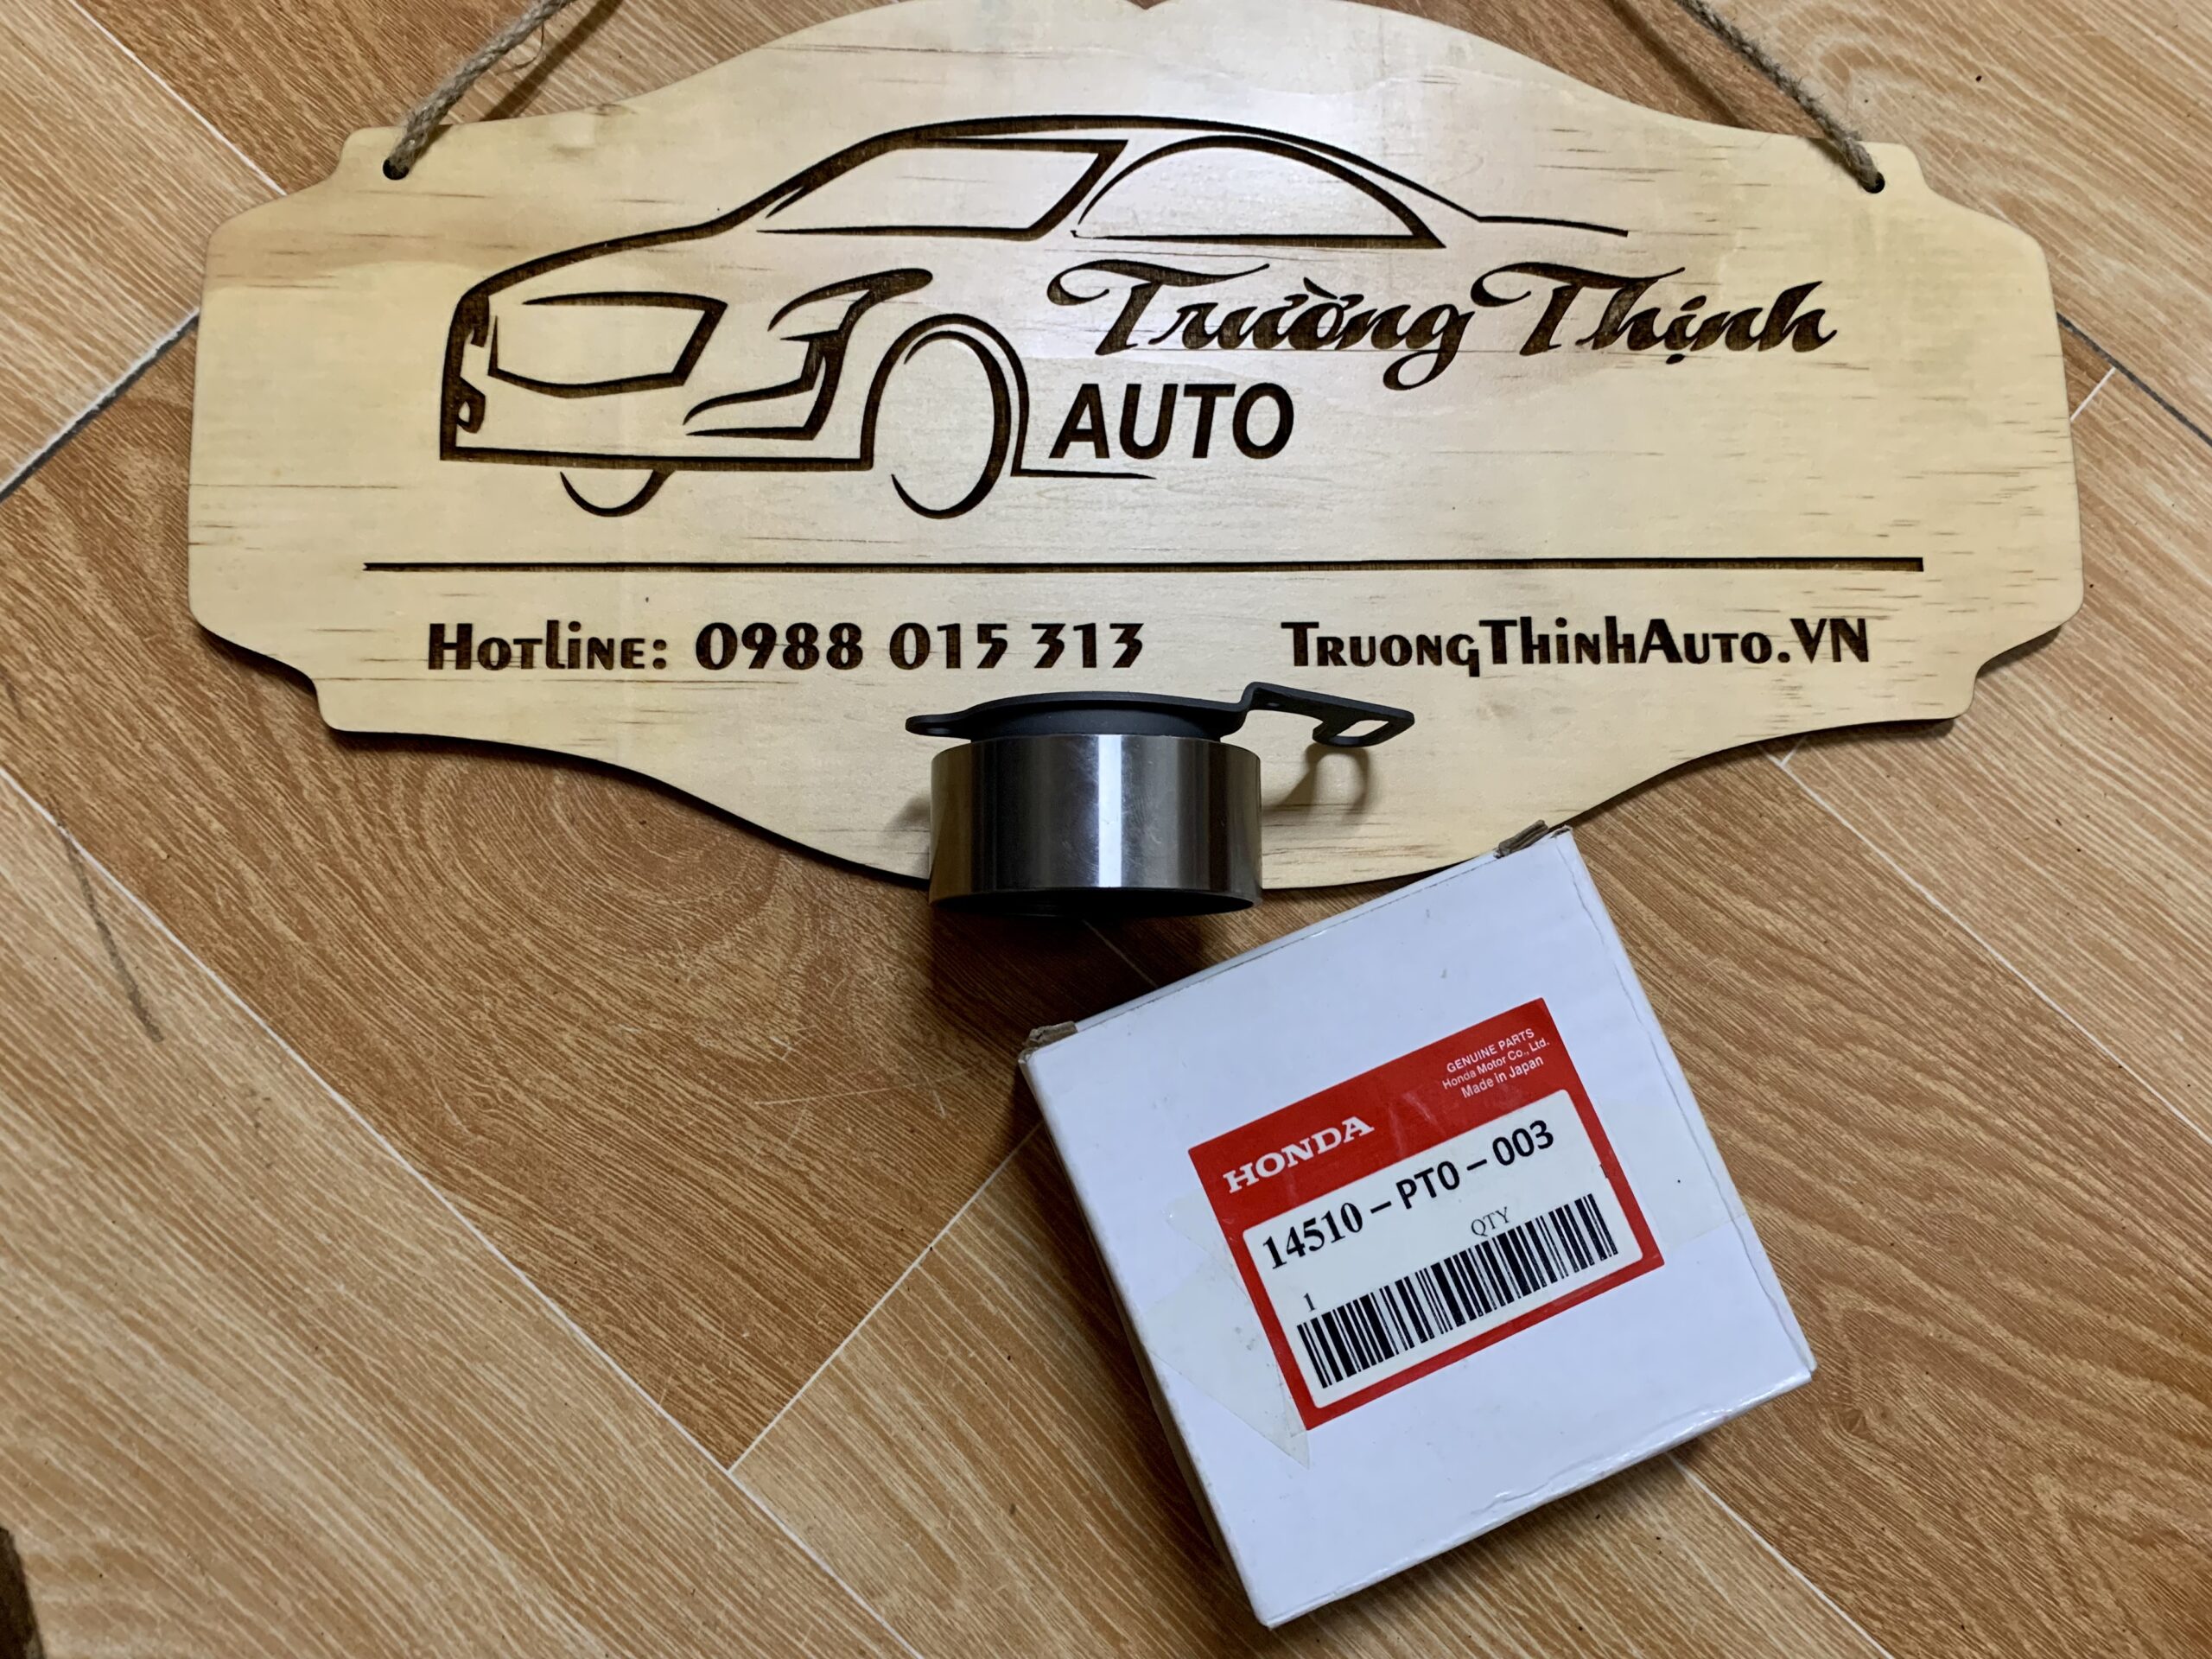 Trường Thịnh
AUTO
Hotline: 0988 015 313
TruongThinhAuto.VN
GENUINE PARTS
Honda Motor Co., Ltd.
Made in Japan
HONDA
14510-PT0-003
QTY
1